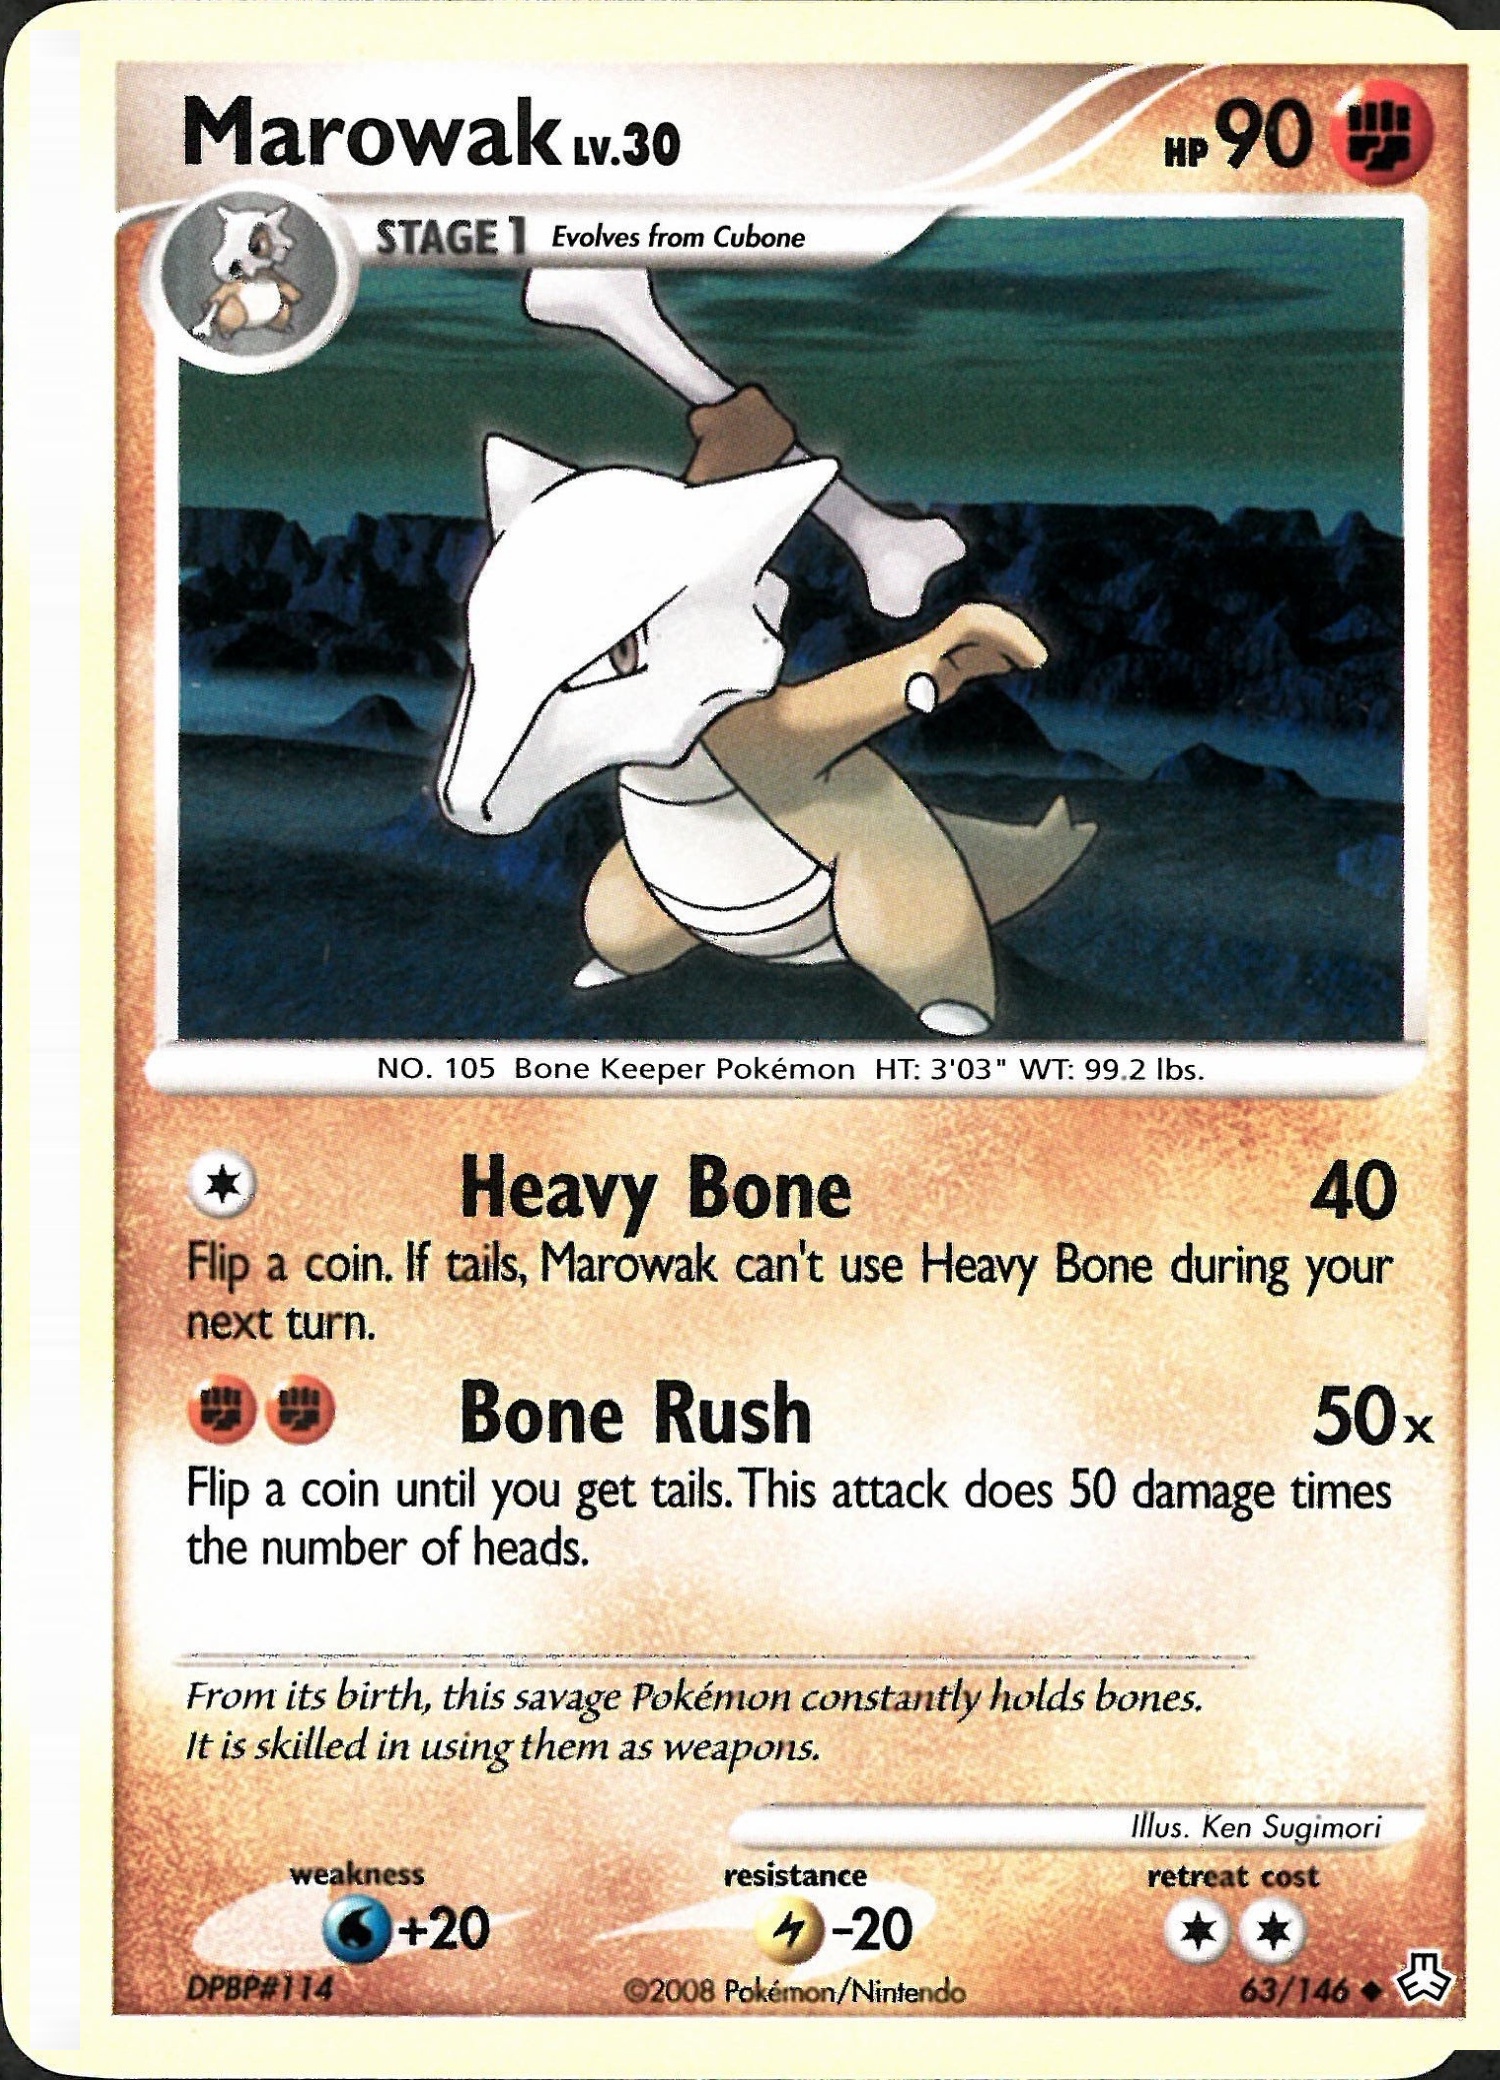 Marowak LV.30 HP 90
STAGE 1 Evolves from Cubone
NO. 105 Bone Keeper Pokémon HT: 3'03" WT: 99.2 lbs.
Heavy Bone 40
Flip a coin. If tails, Marowak can't use Heavy Bone during your
next turn.
Bone Rush 50x
Flip a coin until you get tails. This attack does 50 damage times
the number of heads.
From its birth, this savage Pokémon constantly holds bones.
It is skilled in using them as weapons.
Illus. Ken Sugimori
weakness resistance retreat cost
+20 -20
DPBP#114 ©2008 Pokémon/Nintendo 63/146